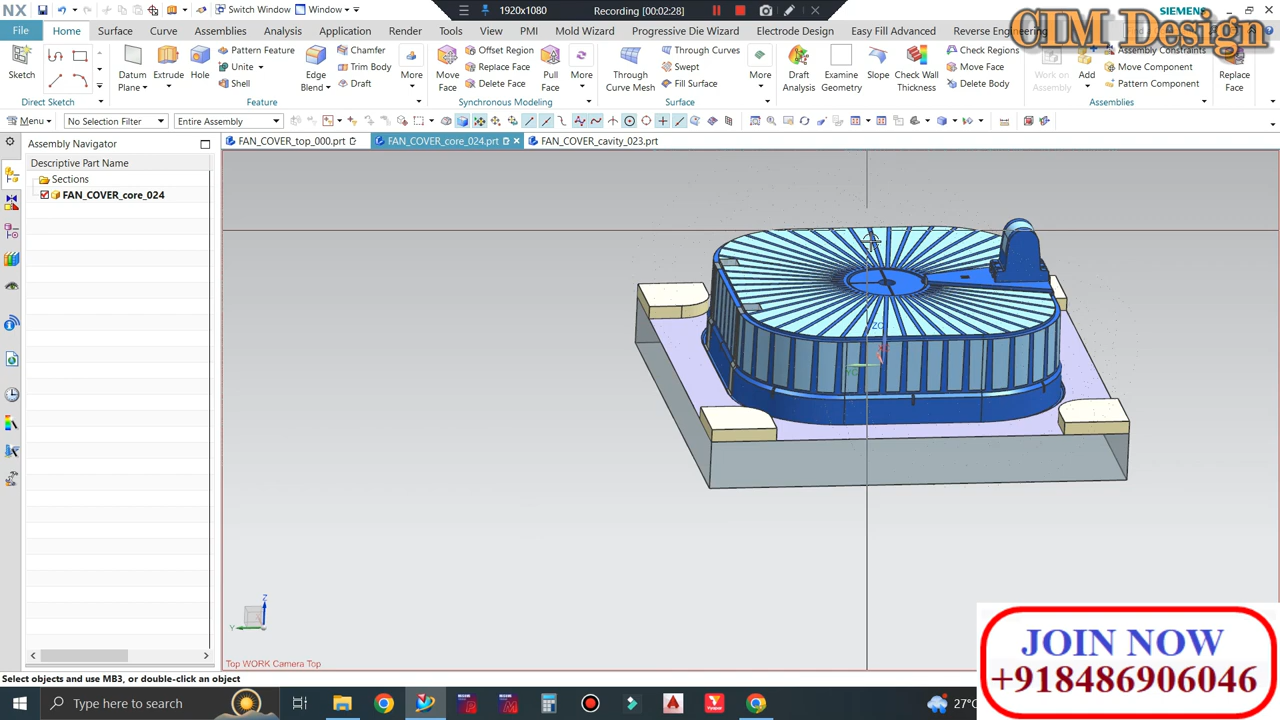 NX
Switch Window
Window
1920x1080
Recording [00:02:28]
SIEMENS
CIM Design
File
Home
Surface
Curve
Assemblies
Analysis
Application
Render
Tools
View
PMI
Mold Wizard
Progressive Die Wizard
Electrode Design
Easy Fill Advanced
Reverse Engineering
Sketch
Datum Plane
Extrude
Hole
Pattern Feature
Unite
Shell
Edge Blend
Chamfer
Trim Body
Draft
More
Move Face
Offset Region
Replace Face
Delete Face
Pull Face
More
Through Curve Mesh
Through Curves
Swept
Fill Surface
More
Draft Analysis
Examine Geometry
Slope
Check Wall Thickness
Check Regions
Move Face
Delete Body
Work on Assembly
Add
Assembly Constraints
Move Component
Pattern Component
Replace Face
Direct Sketch
Feature
Synchronous Modeling
Surface
Assemblies
Menu
No Selection Filter
Entire Assembly
Assembly Navigator
FAN_COVER_top_000.prt
FAN_COVER_core_024.prt
FAN_COVER_cavity_023.prt
Descriptive Part Name
Sections
FAN_COVER_core_024
Z
Y
Top WORK Camera Top
JOIN NOW
+918486906046
Select objects and use MB3, or double-click an object
Type here to search
27°